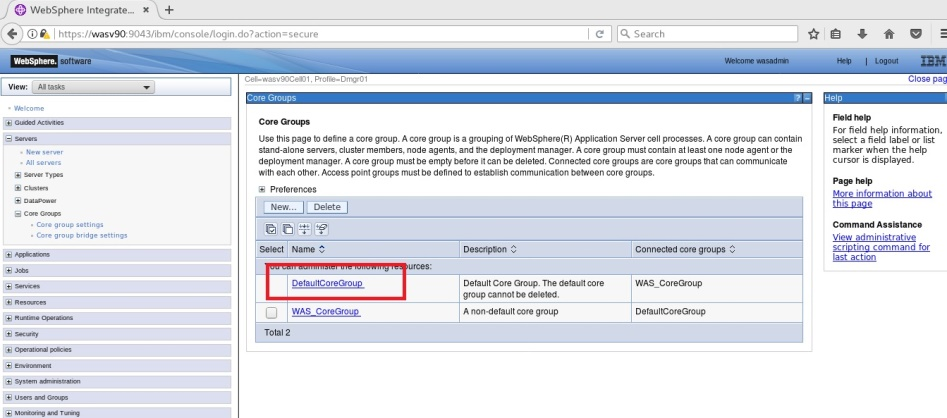 WebSphere Integrate...
https://wasv90:9043/ibm/console/login.do?action=secure
Search
WebSphere. software
Welcome wasadmin
Help | Logout
IBM
View: All tasks
Cell=wasv90Cell01, Profile=Dmgr01
Close pag
Welcome
Guided Activities
Servers
New server
All servers
Server Types
Clusters
DataPower
Core Groups
Core group settings
Core group bridge settings
Applications
Jobs
Services
Resources
Runtime Operations
Security
Operational policies
Environment
System administration
Users and Groups
Monitoring and Tuning
Core Groups
Core Groups
Use this page to define a core group. A core group is a grouping of WebSphere(R) Application Server cell processes. A core group can contain
stand-alone servers, cluster members, node agents, and the deployment manager. A core group must contain at least one node agent or the
deployment manager. A core group must be empty before it can be deleted. Connected core groups are core groups that can communicate
with each other. Access point groups must be defined to establish communication between core groups.
Preferences
New... Delete
Select Name Description Connected core groups
You can administer the following resources:
DefaultCoreGroup Default Core Group. The default core WAS_CoreGroup
group cannot be deleted.
WAS_CoreGroup A non-default core group DefaultCoreGroup
Total 2
Help
Field help
For field help information,
select a field label or list
marker when the help
cursor is displayed.
Page help
More information about
this page
Command Assistance
View administrative
scripting command for
last action